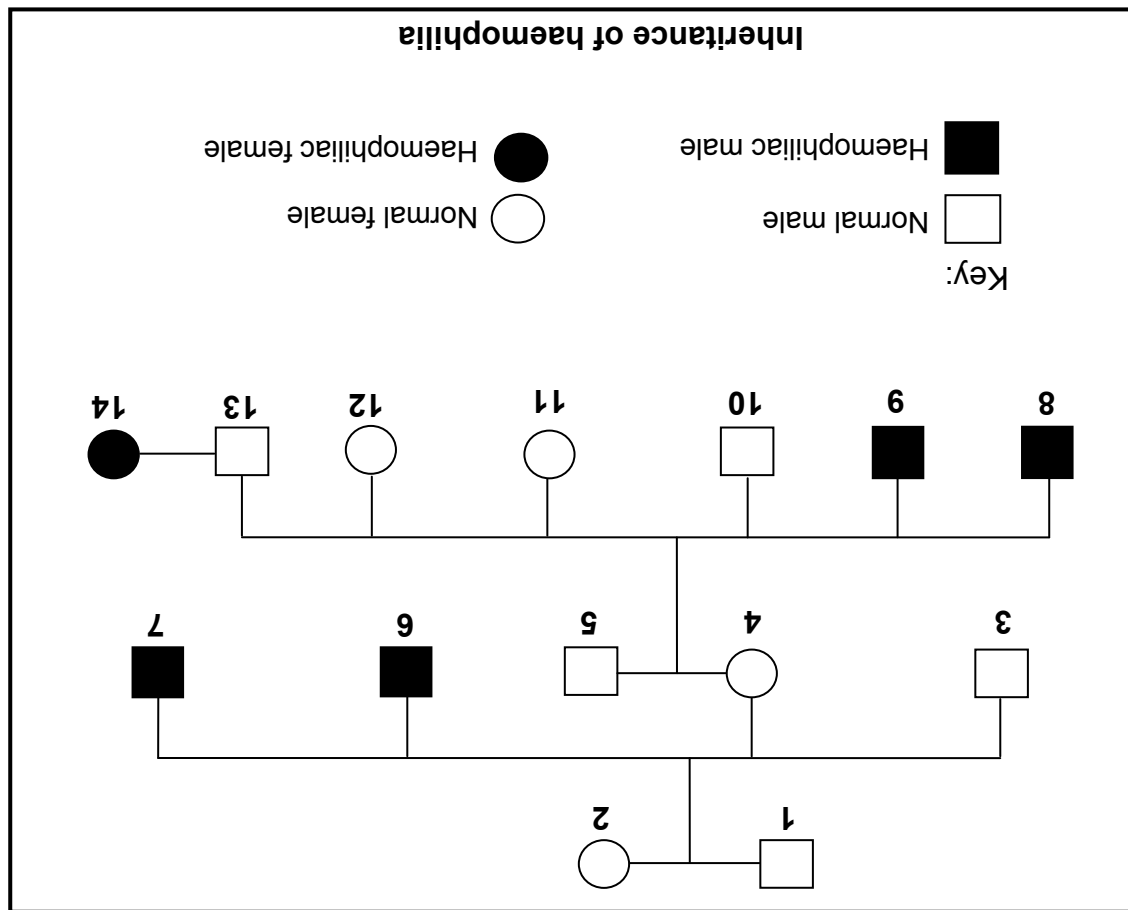 1 2
3 4 5 6 7
8 9 10 11 12 13 14
Key:
Normal male Normal female
Haemophiliac male Haemophiliac female
Inheritance of haemophilia